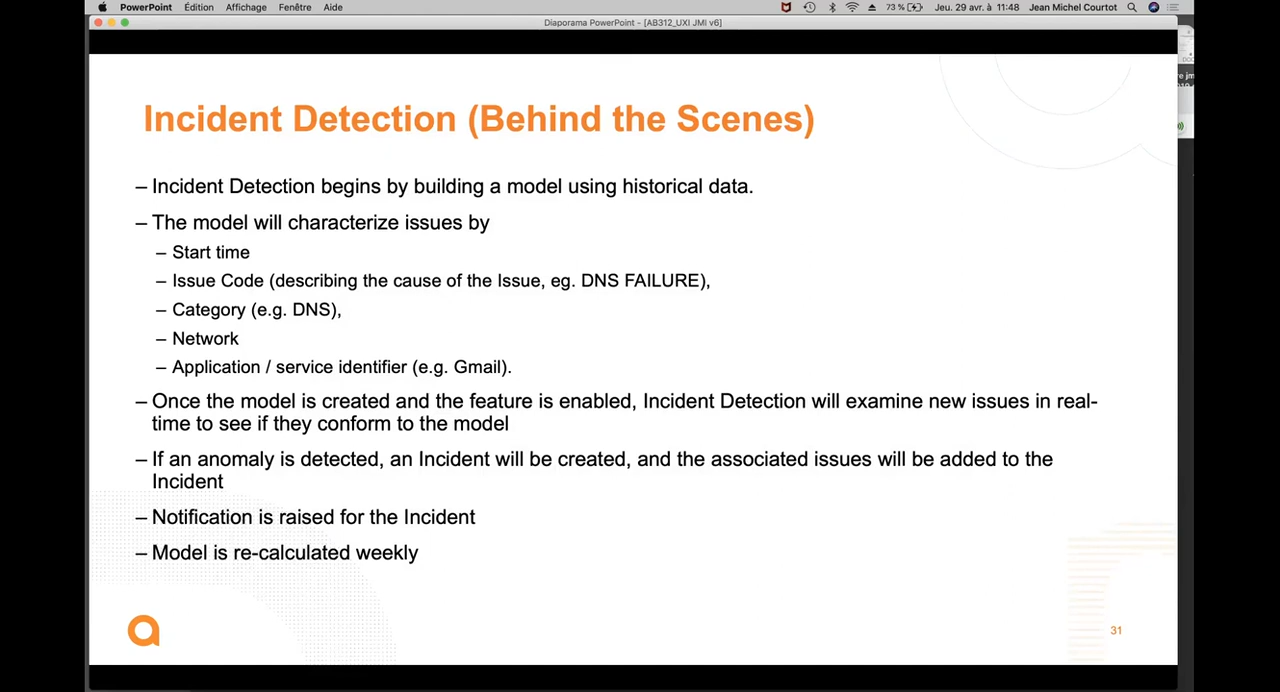 PowerPoint Édition Affichage Fenêtre Aide 73 % Jeu. 29 avr. à 11:48 Jean Michel Courtot
Diaporama PowerPoint - [AB312_UXI JMI v6]
Incident Detection (Behind the Scenes)
– Incident Detection begins by building a model using historical data.
– The model will characterize issues by
– Start time
– Issue Code (describing the cause of the Issue, eg. DNS FAILURE),
– Category (e.g. DNS),
– Network
– Application / service identifier (e.g. Gmail).
– Once the model is created and the feature is enabled, Incident Detection will examine new issues in real-
time to see if they conform to the model
– If an anomaly is detected, an Incident will be created, and the associated issues will be added to the
Incident
– Notification is raised for the Incident
– Model is re-calculated weekly
31